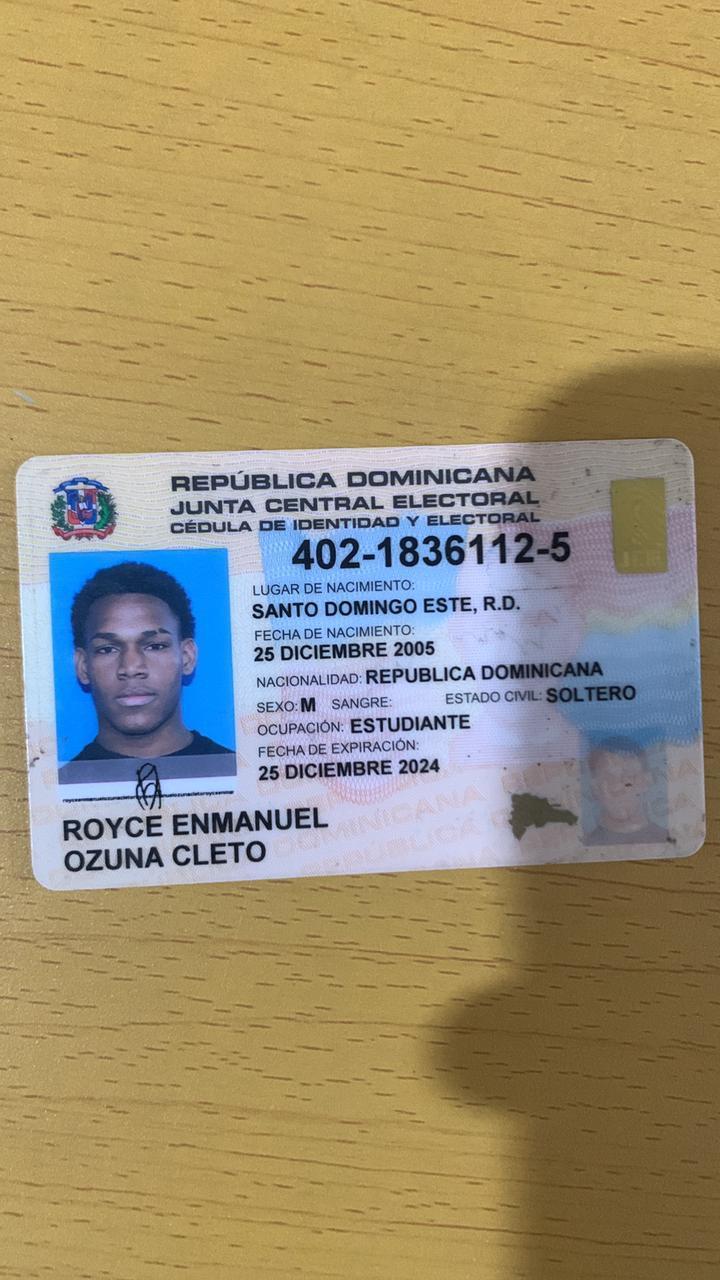 REPÚBLICA DOMINICANA
JUNTA CENTRAL ELECTORAL
CÉDULA DE IDENTIDAD Y ELECTORAL
402-1836112-5
LUGAR DE NACIMIENTO:
SANTO DOMINGO ESTE, R.D.
FECHA DE NACIMIENTO:
25 DICIEMBRE 2005
NACIONALIDAD: REPUBLICA DOMINICANA
SEXO: M SANGRE: ESTADO CIVIL: SOLTERO
OCUPACIÓN: ESTUDIANTE
FECHA DE EXPIRACIÓN:
25 DICIEMBRE 2024
ROYCE ENMANUEL
OZUNA CLETO